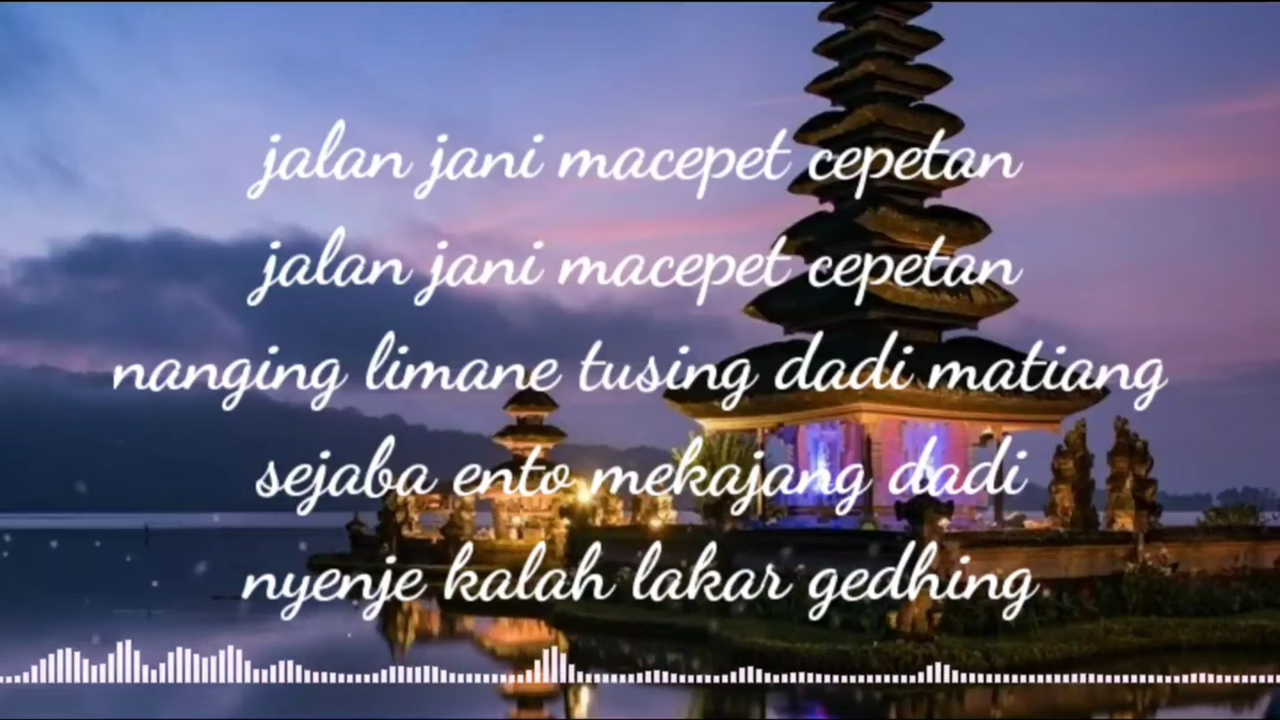 jalan jani macepet cepetan
jalan jani macepet cepetan
nanging limane tusing dadi matiang
sejaba ento mekajang dadi
nyenje kalah lakar gedhing